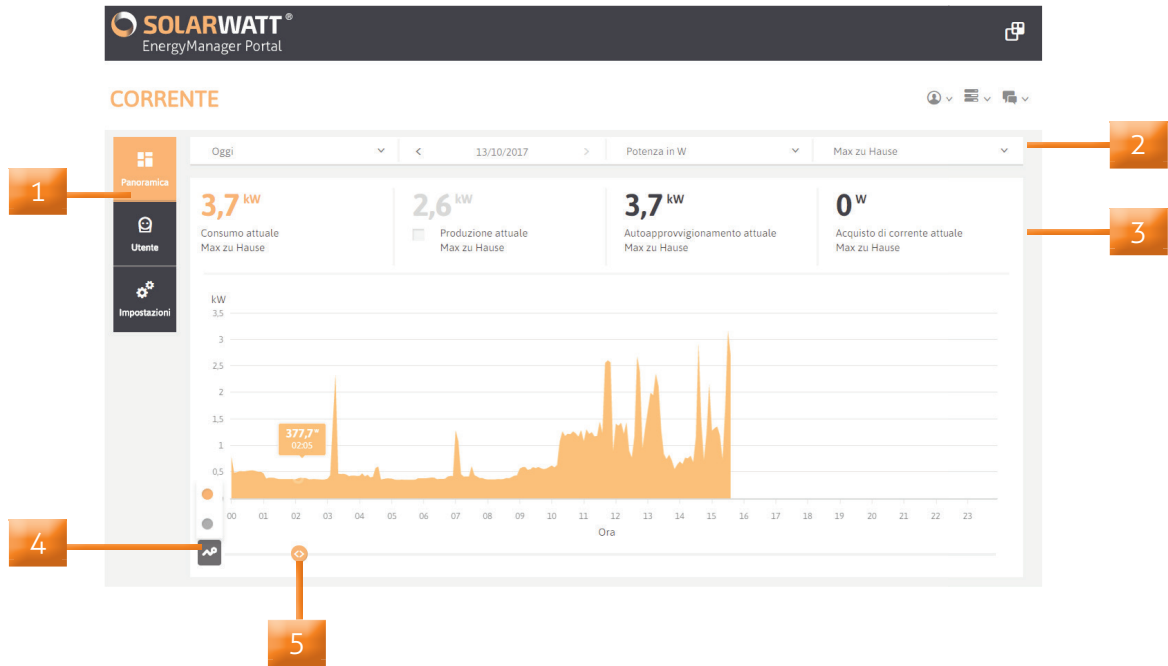 SOLARWATT®
EnergyManager Portal
CORRENTE
Oggi
13/10/2017
Potenza in W
Max zu Hause
2
Panoramica
1
Utente
Impostazioni
3,7 kW
Consumo attuale
Max zu Hause
2,6 kW
Produzione attuale
Max zu Hause
3,7 kW
Autoapprovvigionamento attuale
Max zu Hause
0 W
Acquisto di corrente attuale
Max zu Hause
3
kW
3,5
3
2,5
2
1,5
1
0,5
377,7 W
02:05
00 01 02 03 04 05 06 07 08 09 10 11 12 13 14 15 16 17 18 19 20 21 22 23
Ora
4
5